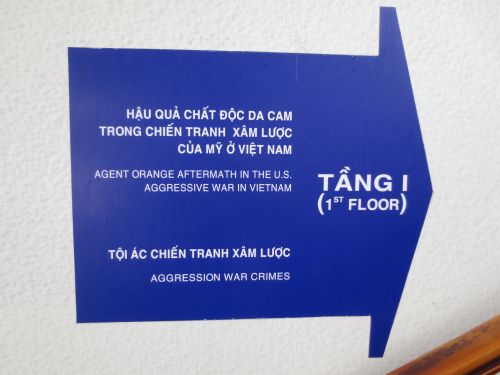 HẬU QUẢ CHẤT ĐỘC DA CAM
TRONG CHIẾN TRANH XÂM LƯỢC
CỦA MỸ Ở VIỆT NAM
AGENT ORANGE AFTERMATH IN THE U.S.
AGGRESSIVE WAR IN VIETNAM
TỘI ÁC CHIẾN TRANH XÂM LƯỢC
AGGRESSION WAR CRIMES
TẦNG I
(1ST FLOOR)